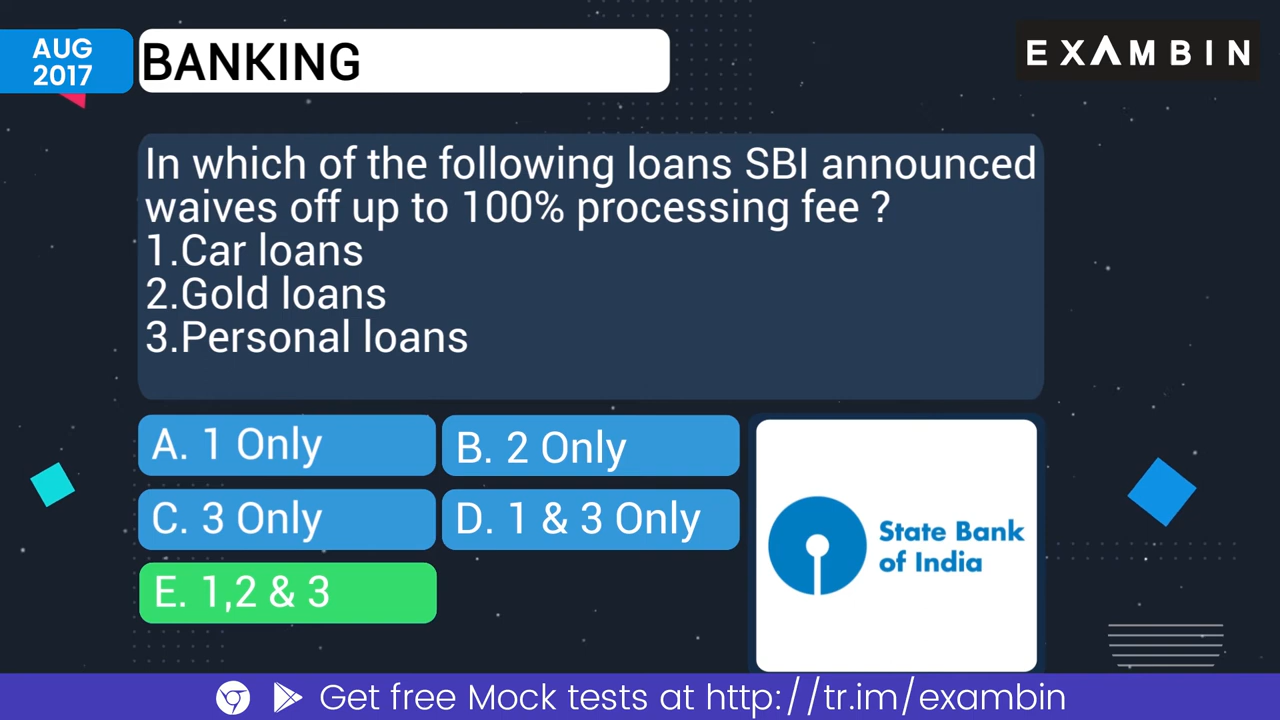 AUG
2017
BANKING
EXAMBIN
In which of the following loans SBI announced
waives off up to 100% processing fee ?
1.Car loans
2.Gold loans
3.Personal loans
A. 1 Only
B. 2 Only
C. 3 Only
D. 1 & 3 Only
E. 1,2 & 3
State Bank
of India
Get free Mock tests at http://tr.im/exambin